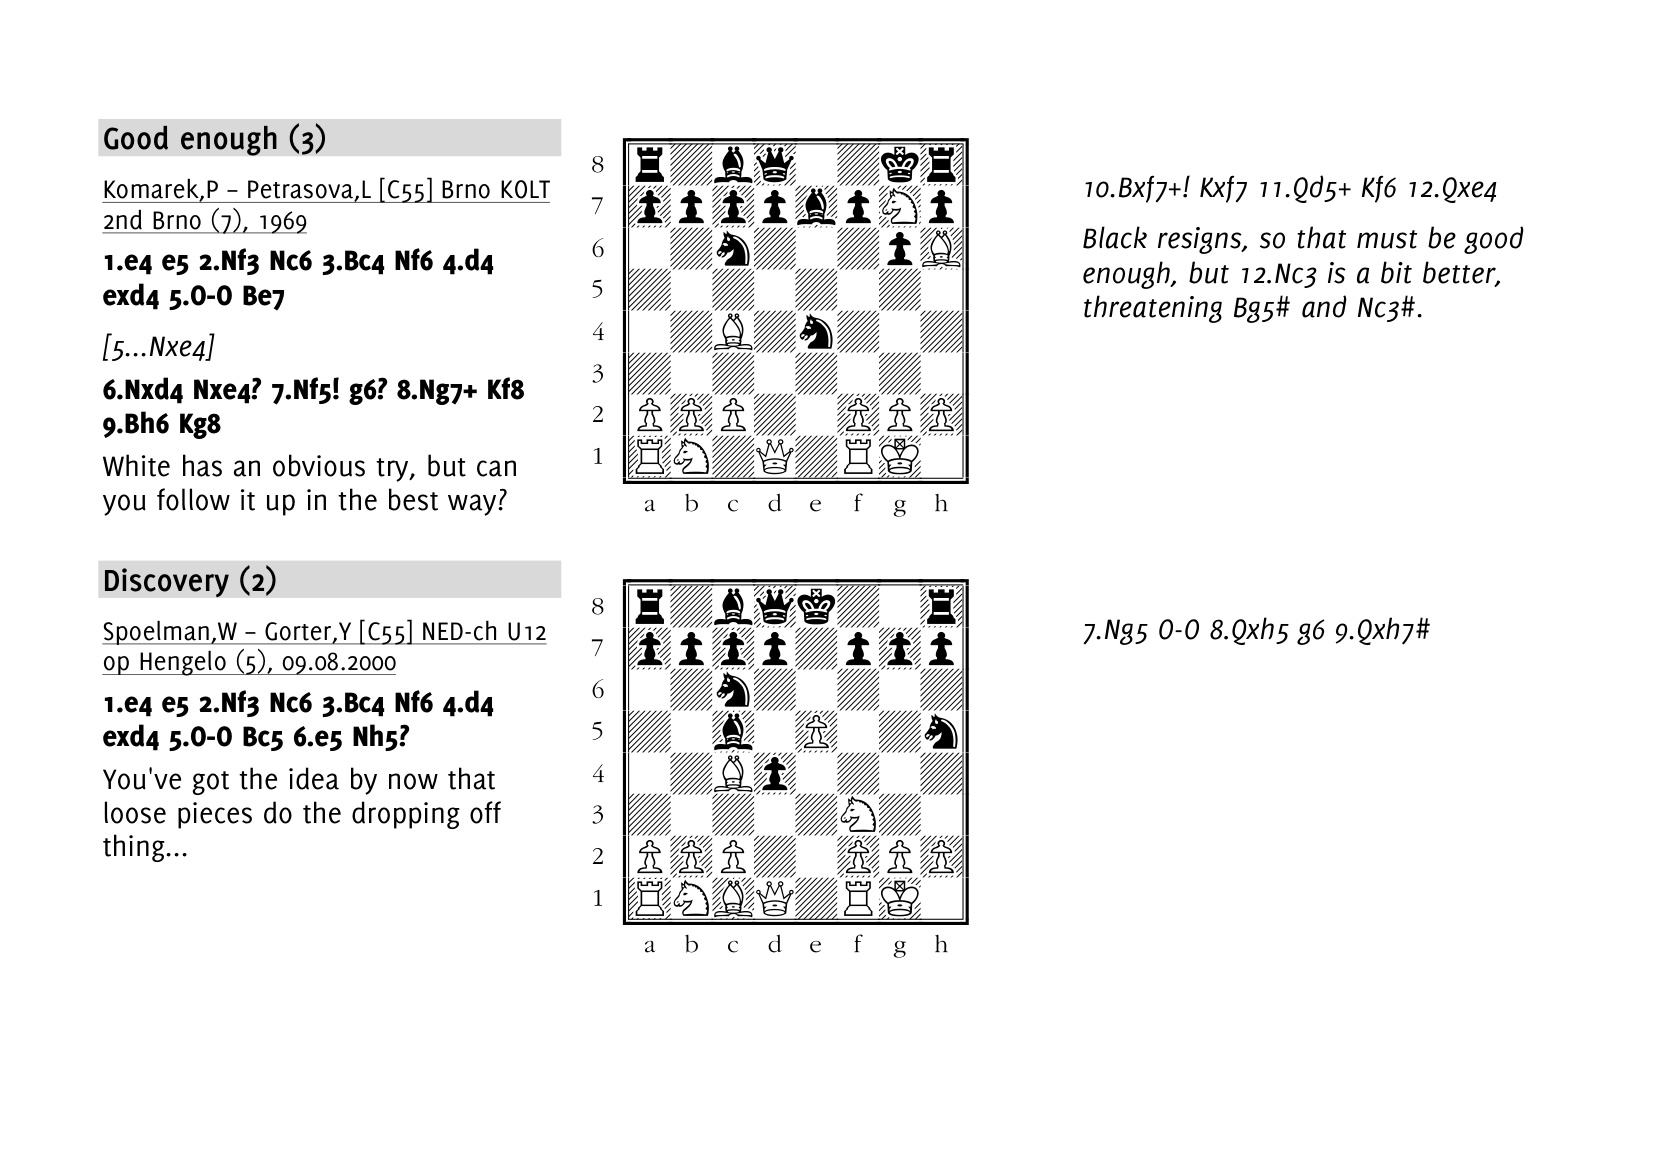 Good enough (3)
Komarek,P – Petrasova,L [C55] Brno KOLT
2nd Brno (7), 1969
1.e4 e5 2.Nf3 Nc6 3.Bc4 Nf6 4.d4
exd4 5.0-0 Be7
[5...Nxe4]
6.Nxd4 Nxe4? 7.Nf5! g6? 8.Ng7+ Kf8
9.Bh6 Kg8
White has an obvious try, but can
you follow it up in the best way?
8
7
6
5
4
3
2
1
a b c d e f g h
10.Bxf7+! Kxf7 11.Qd5+ Kf6 12.Qxe4
Black resigns, so that must be good
enough, but 12.Nc3 is a bit better,
threatening Bg5# and Nc3#.
Discovery (2)
Spoelman,W – Gorter,Y [C55] NED-ch U12
op Hengelo (5), 09.08.2000
1.e4 e5 2.Nf3 Nc6 3.Bc4 Nf6 4.d4
exd4 5.0-0 Bc5 6.e5 Nh5?
You've got the idea by now that
loose pieces do the dropping off
thing...
8
7
6
5
4
3
2
1
a b c d e f g h
7.Ng5 0-0 8.Qxh5 g6 9.Qxh7#